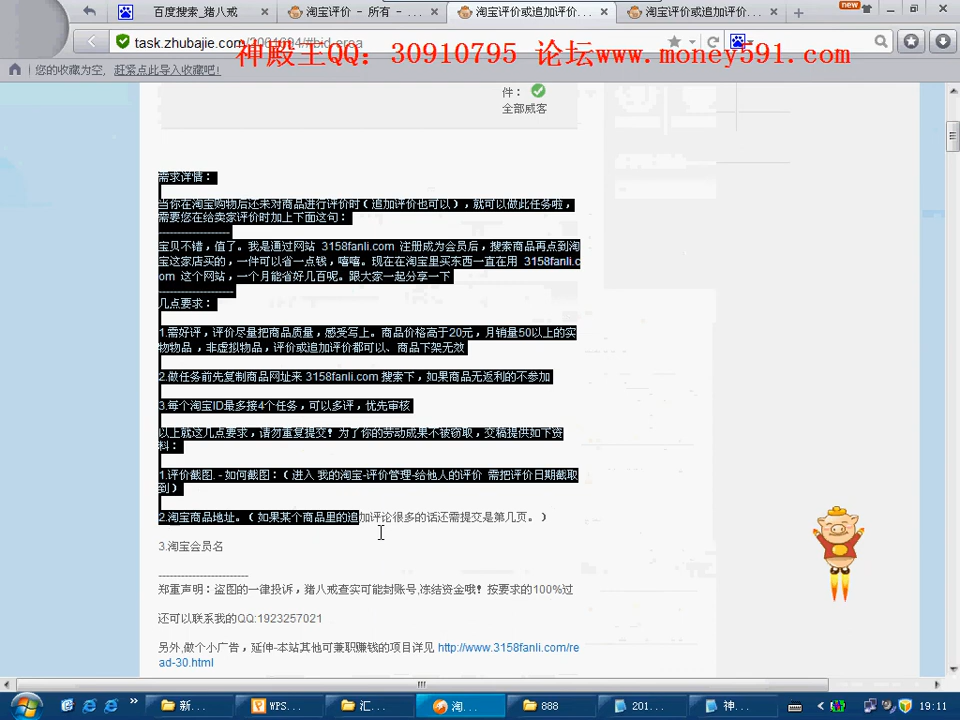 百度搜索_猪八戒
淘宝评价 - 所有 - ...
淘宝评价或追加评价...
淘宝评价或追加评价...
new
task.zhubajie.com/2061694/#bid-area
神殿王QQ: 30910795 论坛www.money591.com
您的收藏为空, 赶紧点此导入收藏吧!
件:
全部威客
需求详情:
当你在淘宝购物后还未对商品进行评价时(追加评价也可以),就可以做此任务啦,
需要您在给卖家评价时加上下面这句:
--------------------
宝贝不错,值了。我是通过网站 3158fanli.com 注册成为会员后,搜索商品再点到淘
宝这家店买的,一件可以省一点钱,嘻嘻。现在在淘宝里买东西一直在用 3158fanli.c
om 这个网站,一个月能省好几百呢。跟大家一起分享一下
---------------------
几点要求:
1.需好评,评价尽量把商品质量,感受写上。商品价格高于20元,月销量50以上的实
物物品,非虚拟物品,评价或追加评价都可以、商品下架无效
2.做任务前先复制商品网址来 3158fanli.com 搜索下,如果商品无返利的不参加
3.每个淘宝ID最多接4个任务,可以多评,优先审核
以上就这几点要求,请勿重复提交!为了你的劳动成果不被窃取,交稿提供如下资
料:
1.评价截图. - 如何截图:(进入 我的淘宝-评价管理-给他人的评价 需把评价日期截取
到)
2.淘宝商品地址。(如果某个商品里的追加评论很多的话还需提交是第几页。)
3.淘宝会员名
-------------------------
郑重声明:盗图的一律投诉,猪八戒查实可能封账号,冻结资金哦!按要求的100%过
还可以联系我的QQ:1923257021
另外,做个小广告,延伸-本站其他可兼职赚钱的项目详见 http://www.3158fanli.com/re
ad-30.html
新...
WPS...
汇...
淘...
888
201...
神...
19:11